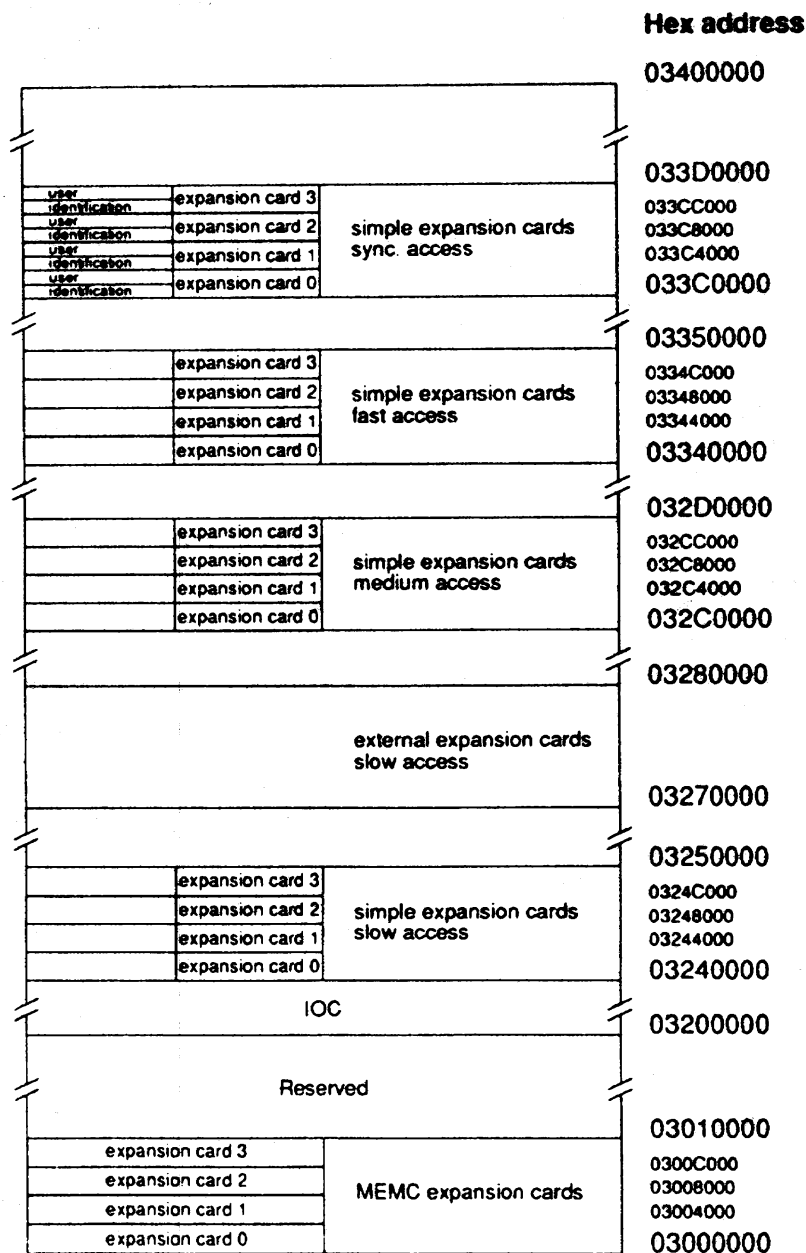 Hex address
03400000
033D0000
user
identification
expansion card 3
033CC000
user
identification
expansion card 2
simple expansion cards
033C8000
user
identification
expansion card 1
sync. access
033C4000
user
identification
expansion card 0
033C0000
03350000
expansion card 3
0334C000
expansion card 2
simple expansion cards
03348000
expansion card 1
fast access
03344000
expansion card 0
03340000
032D0000
expansion card 3
032CC000
expansion card 2
simple expansion cards
032C8000
expansion card 1
medium access
032C4000
expansion card 0
032C0000
03280000
external expansion cards
slow access
03270000
03250000
expansion card 3
0324C000
expansion card 2
simple expansion cards
03248000
expansion card 1
slow access
03244000
expansion card 0
03240000
IOC
03200000
Reserved
03010000
expansion card 3
0300C000
expansion card 2
MEMC expansion cards
03008000
expansion card 1
03004000
expansion card 0
03000000